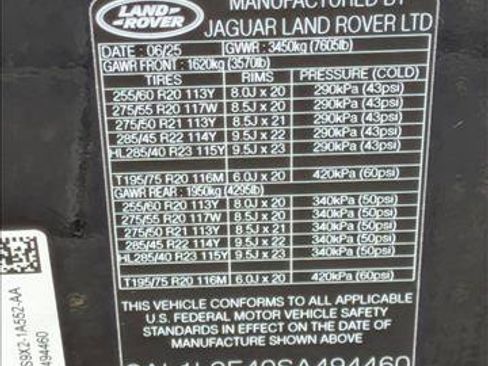 LAND-
ROVER
MANUFACTURED BY
JAGUAR LAND ROVER LTD
DATE : 06/25 GVWR : 3450kg (7605lb)
GAWR FRONT : 1620kg (3570lb)
TIRES RIMS PRESSURE (COLD)
255/60 R20 113Y 8.0J x 20 290kPa (43psi)
275/55 R20 117W 8.5J x 20 290kPa (43psi)
275/50 R21 113Y 8.5J x 21 290kPa (43psi)
285/45 R22 114Y 9.5J x 22 290kPa (43psi)
HL285/40 R23 115Y 9.5J x 23 290kPa (43psi)
T195/75 R20 116M 6.0J x 20 420kPa (60psi)
GAWR REAR : 1950kg (4295lb)
255/60 R20 113Y 8.0J x 20 340kPa (50psi)
275/55 R20 117W 8.5J x 20 340kPa (50psi)
275/50 R21 113Y 8.5J x 21 340kPa (50psi)
285/45 R22 114Y 9.5J x 22 340kPa (50psi)
HL285/40 R23 115Y 9.5J x 23 340kPa (50psi)
T195/75 R20 116M 6.0J x 20 420kPa (60psi)
THIS VEHICLE CONFORMS TO ALL APPLICABLE
U.S. FEDERAL MOTOR VEHICLE SAFETY
STANDARDS IN EFFECT ON THE DATE OF
MANUFACTURE SHOWN ABOVE
S9X2-1A552-AA
494460